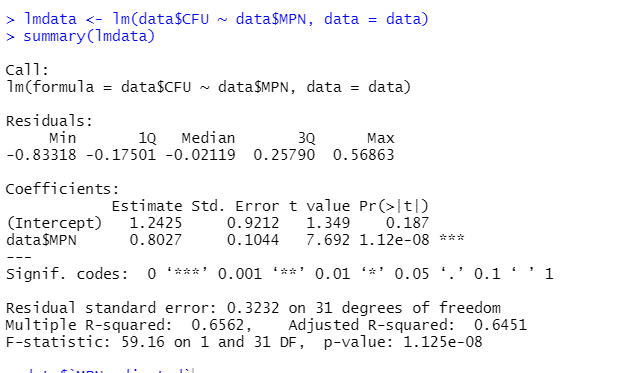 > lmdata <- lm(data$CFU ~ data$MPN, data = data)
> summary(lmdata)
Call:
lm(formula = data$CFU ~ data$MPN, data = data)
Residuals:
Min 1Q Median 3Q Max
-0.83318 -0.17501 -0.02119 0.25790 0.56863
Coefficients:
Estimate Std. Error t value Pr(>|t|)
(Intercept) 1.2425 0.9212 1.349 0.187
data$MPN 0.8027 0.1044 7.692 1.12e-08 ***
---
Signif. codes: 0 ‘***’ 0.001 ‘**’ 0.01 ‘*’ 0.05 ‘.’ 0.1 ‘ ’ 1
Residual standard error: 0.3232 on 31 degrees of freedom
Multiple R-squared: 0.6562, Adjusted R-squared: 0.6451
F-statistic: 59.16 on 1 and 31 DF, p-value: 1.125e-08